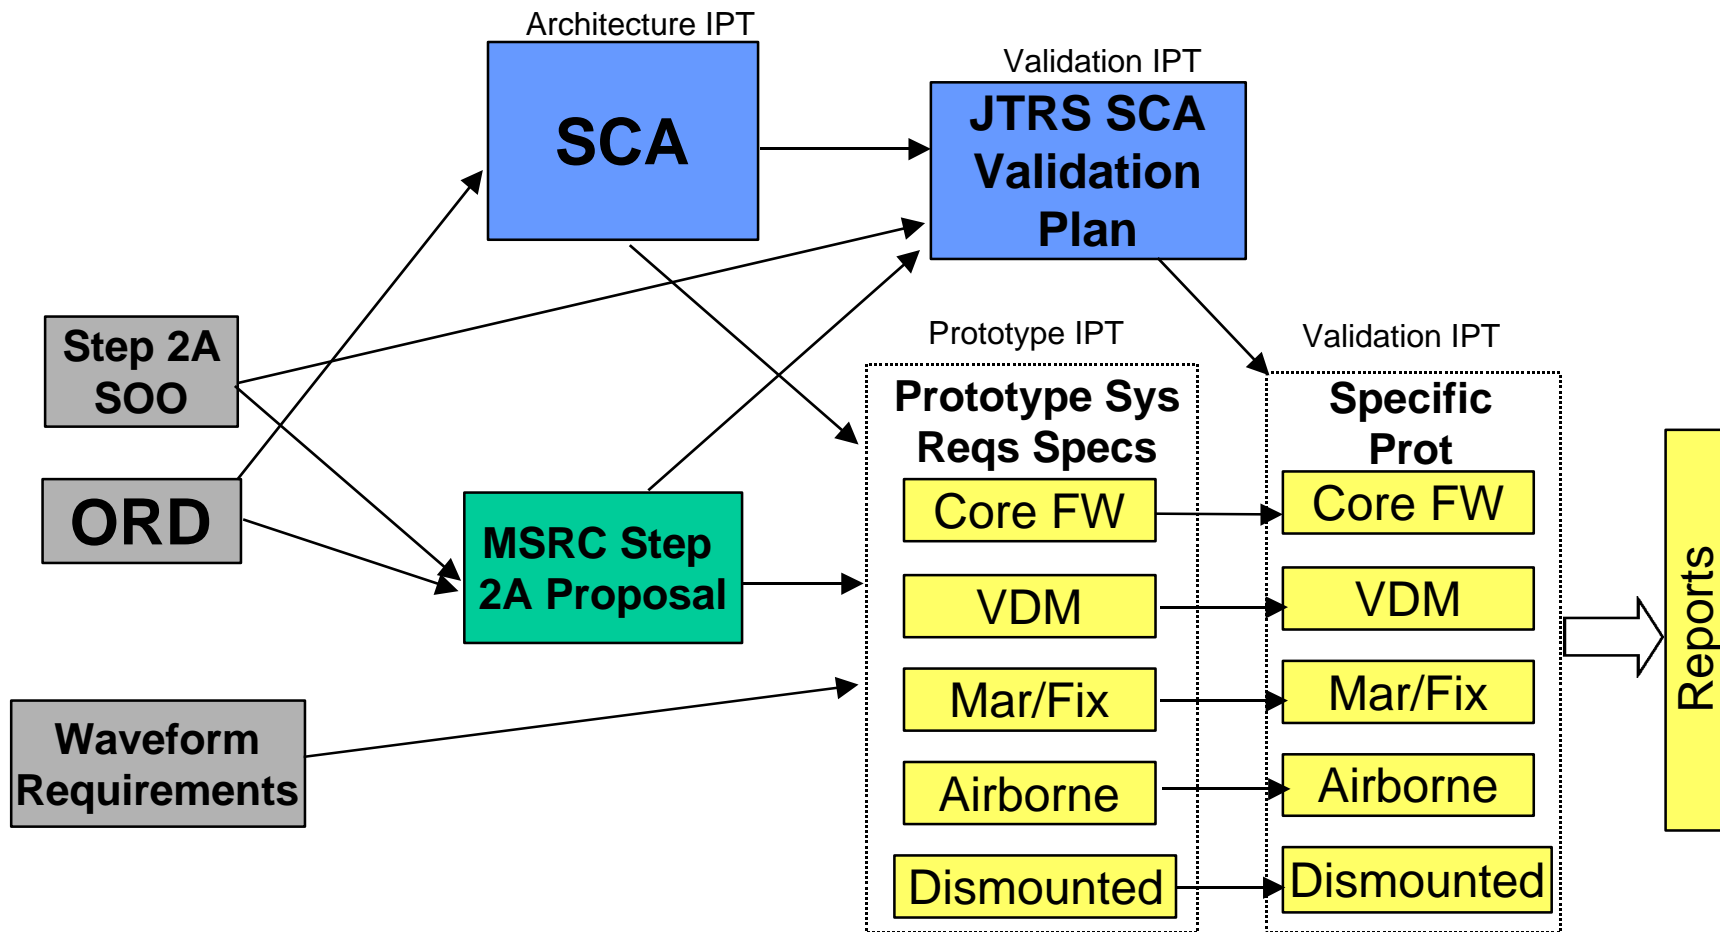 Architecture IPT
SCA
Validation IPT
JTRS SCA
Validation
Plan
Step 2A
SOO
ORD
MSRC Step
2A Proposal
Waveform
Requirements
Prototype IPT
Prototype Sys
Reqs Specs
Core FW
VDM
Mar/Fix
Airborne
Dismounted
Validation IPT
Specific
Prot
Core FW
VDM
Mar/Fix
Airborne
Dismounted
Reports